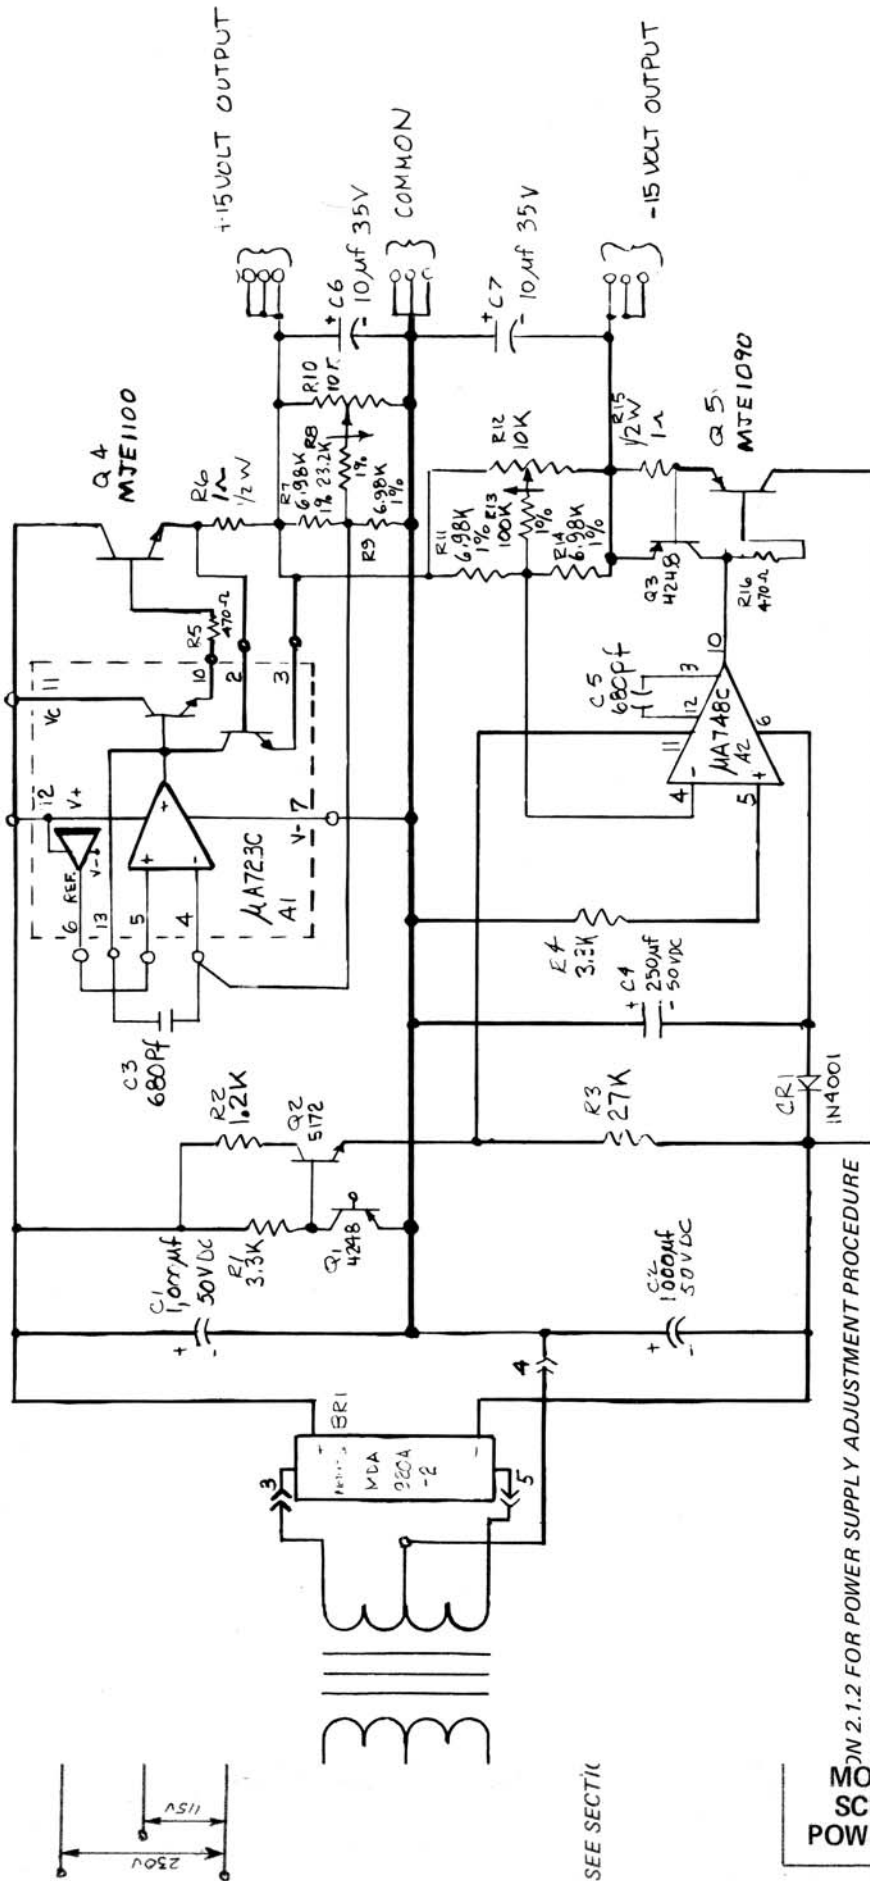 +15 VOLT OUTPUT
COMMON
-15 VOLT OUTPUT
+ C6
- 10 µf 35V
+ C7
- 10 µf 35V
R10
10K
R12
10K
Q4
MJE1100
R6
1Ω
1/2W
R7
6.98K
1%
23.2K
R8
1%
R9
6.98K
1%
R11
6.98K
1%
R13
100K
1%
R14
6.98K
1%
R15
1/2W
1Ω
Q5
MJE1090
Q3
4248
R16
470Ω
R5
470Ω
11
VC
10
2
3
12
V+
V-
REF.
6
13
5
4
+
-
+
V- 7
µA723C
A1
C3
680Pf
C5
680pf
11
12
3
10
4
-
5
+
6
µA748C
A2
R4
3.3K
+ C4
250µf
- 50VDC
R2
1.2K
Q2
5172
R1
3.3K
Q1
4248
R3
27K
CR1
1N4001
C1
1,000µf
50VDC
+
-
C2
1000µf
50VDC
+
-
BR1
+
MDA
920A
-2
-
3
4
5
115V
230V
SEE SECTI
ON 2.1.2 FOR POWER SUPPLY ADJUSTMENT PROCEDURE
MO
SC
POW